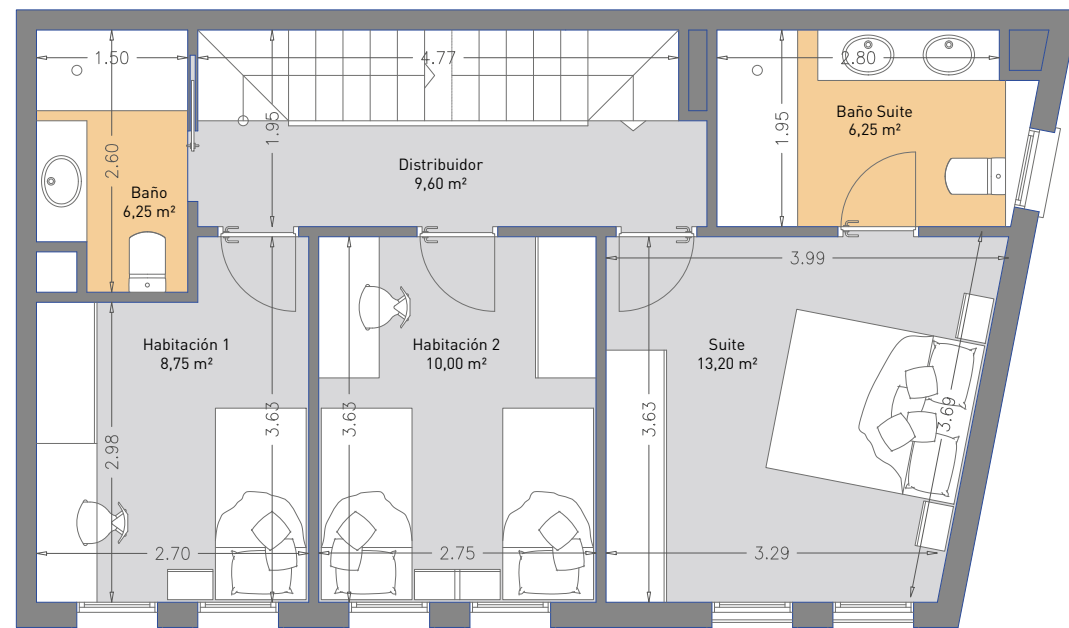 1.50
4.77
2.80
1.95
1.95
2.60
Baño Suite
6,25 m²
Distribuidor
9,60 m²
Baño
6,25 m²
3.99
Habitación 1
8,75 m²
Habitación 2
10,00 m²
Suite
13,20 m²
2.98
3.63
3.63
3.63
3.69
2.70
2.75
3.29